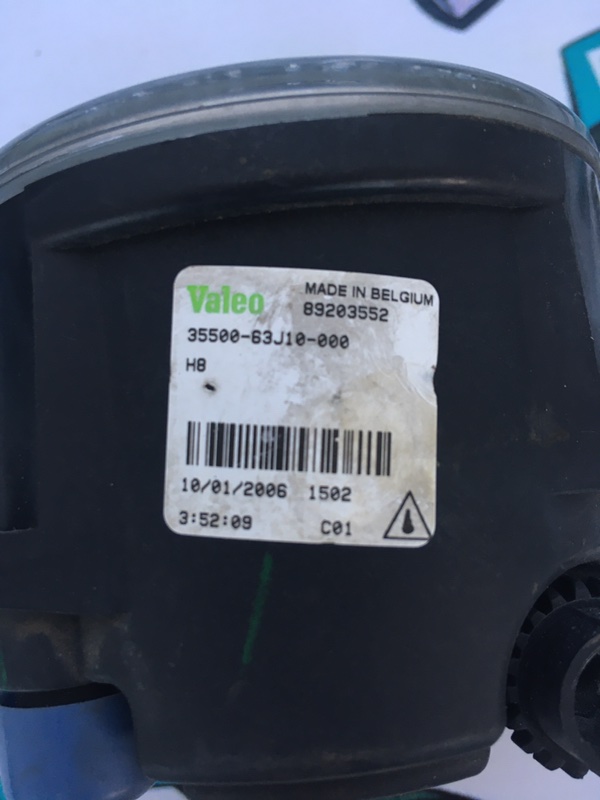 Valeo MADE IN BELGIUM
89203552
35500-63J10-000
H8
10/01/2006 1502
3:52:09 C01